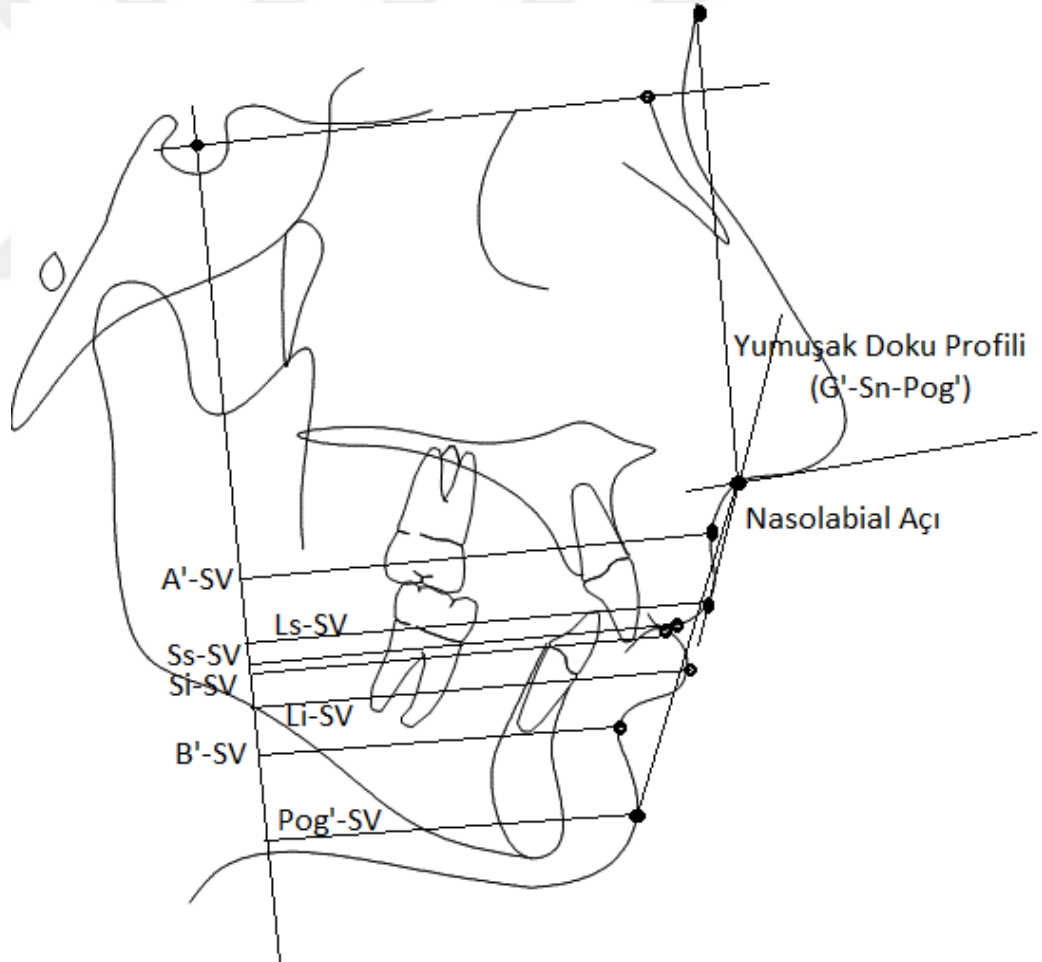 Yumuşak Doku Profili
(G'-Sn-Pog')
Nasolabial Açı
A'-SV
Ls-SV
Ss-SV
Si-SV
Li-SV
B'-SV
Pog'-SV